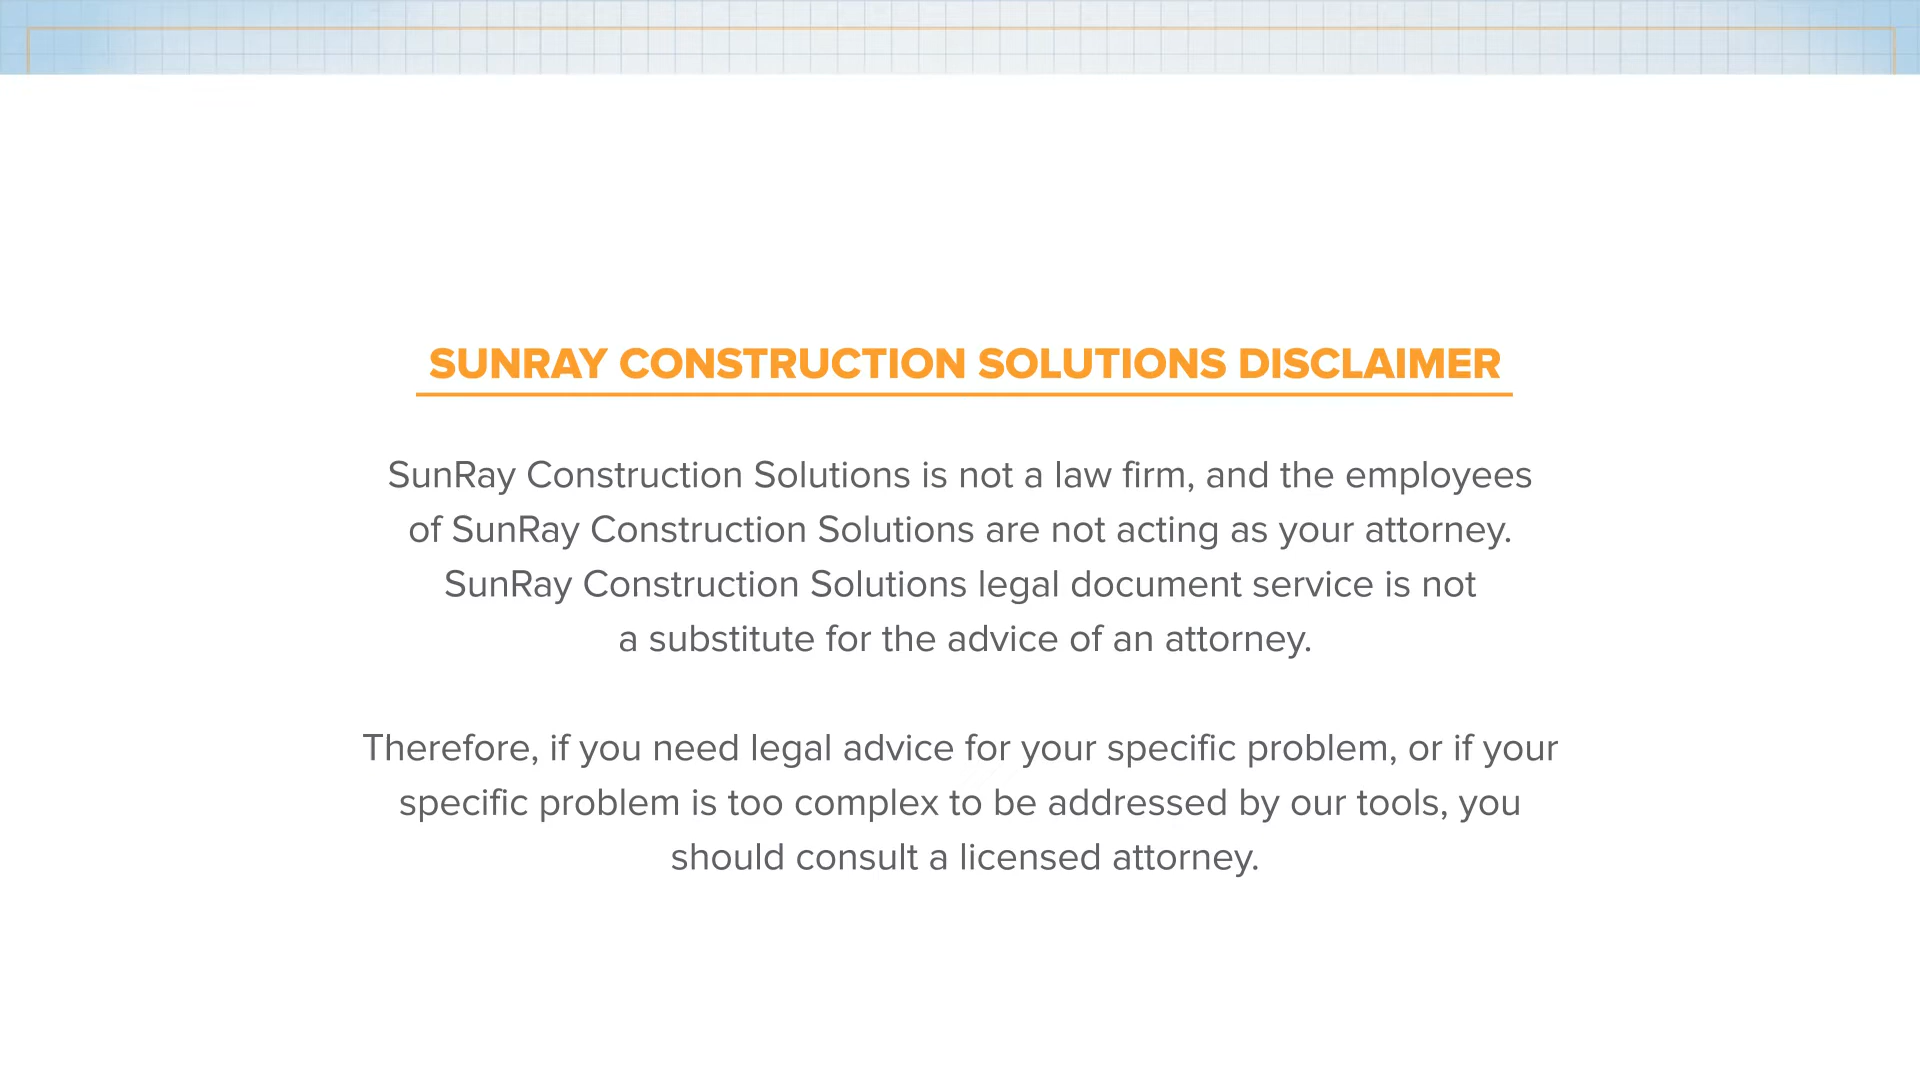 SUNRAY CONSTRUCTION SOLUTIONS DISCLAIMER
SunRay Construction Solutions is not a law firm, and the employees
of SunRay Construction Solutions are not acting as your attorney.
SunRay Construction Solutions legal document service is not
a substitute for the advice of an attorney.
Therefore, if you need legal advice for your specific problem, or if your
specific problem is too complex to be addressed by our tools, you
should consult a licensed attorney.